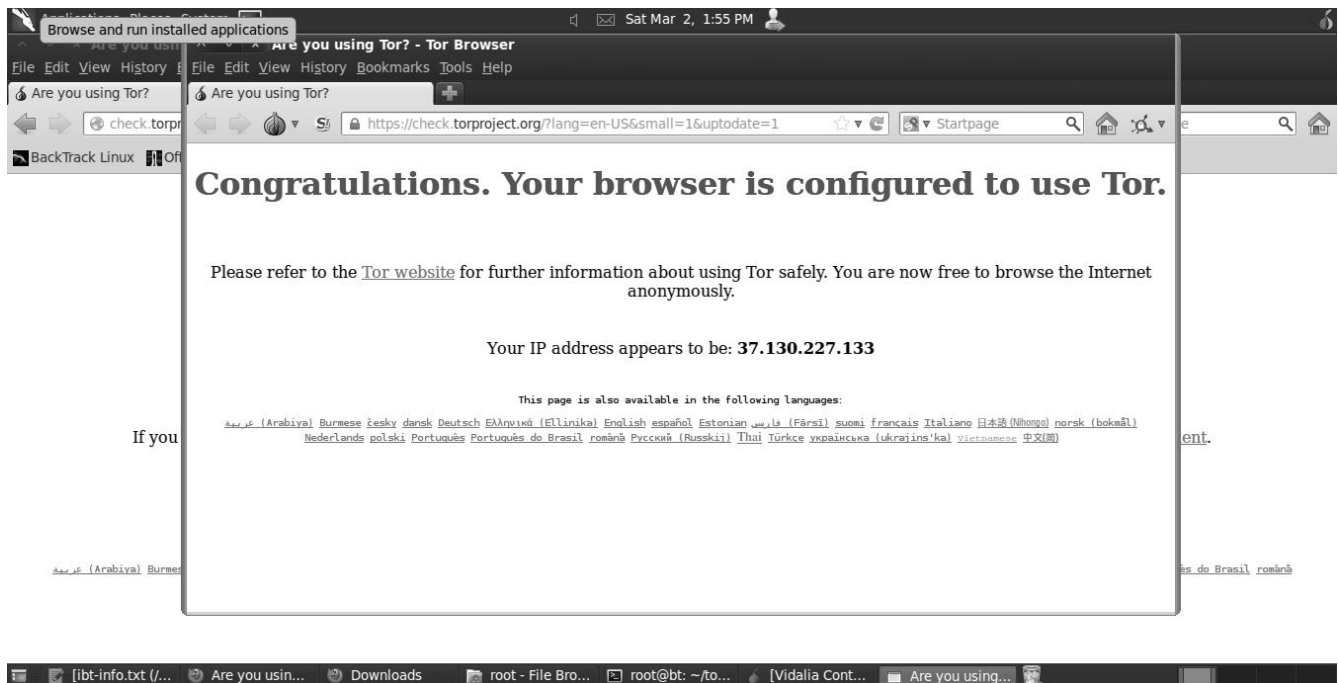 Applications Places System
Browse and run installed applications
Sat Mar 2, 1:55 PM
Are you using Tor? - Tor Browser
File Edit View History
File Edit View History Bookmarks Tools Help
Are you using Tor?
Are you using Tor?
check.torpr
https://check.torproject.org/?lang=en-US&small=1&uptodate=1
Startpage
e
BackTrack Linux Off
Congratulations. Your browser is configured to use Tor.
Please refer to the Tor website for further information about using Tor safely. You are now free to browse the Internet
anonymously.
Your IP address appears to be: 37.130.227.133
This page is also available in the following languages:
عربية (Arabiya) Burmese česky dansk Deutsch Ελληνικά (Ellinika) English español Estonian فارسی (Fārsī) suomi français Italiano 日本語 (Nihongo) norsk (bokmål)
Nederlands polski Português Português do Brasil română Русский (Russkij) Thai Türkçe українська (ukrajins'ka) Vietnamese 中文(简)
If you
ent.
عربية (Arabiya) Burmes
ês do Brasil română
[ibt-info.txt (/... Are you usin... Downloads root - File Bro... root@bt: ~/to... [Vidalia Cont... Are you using...